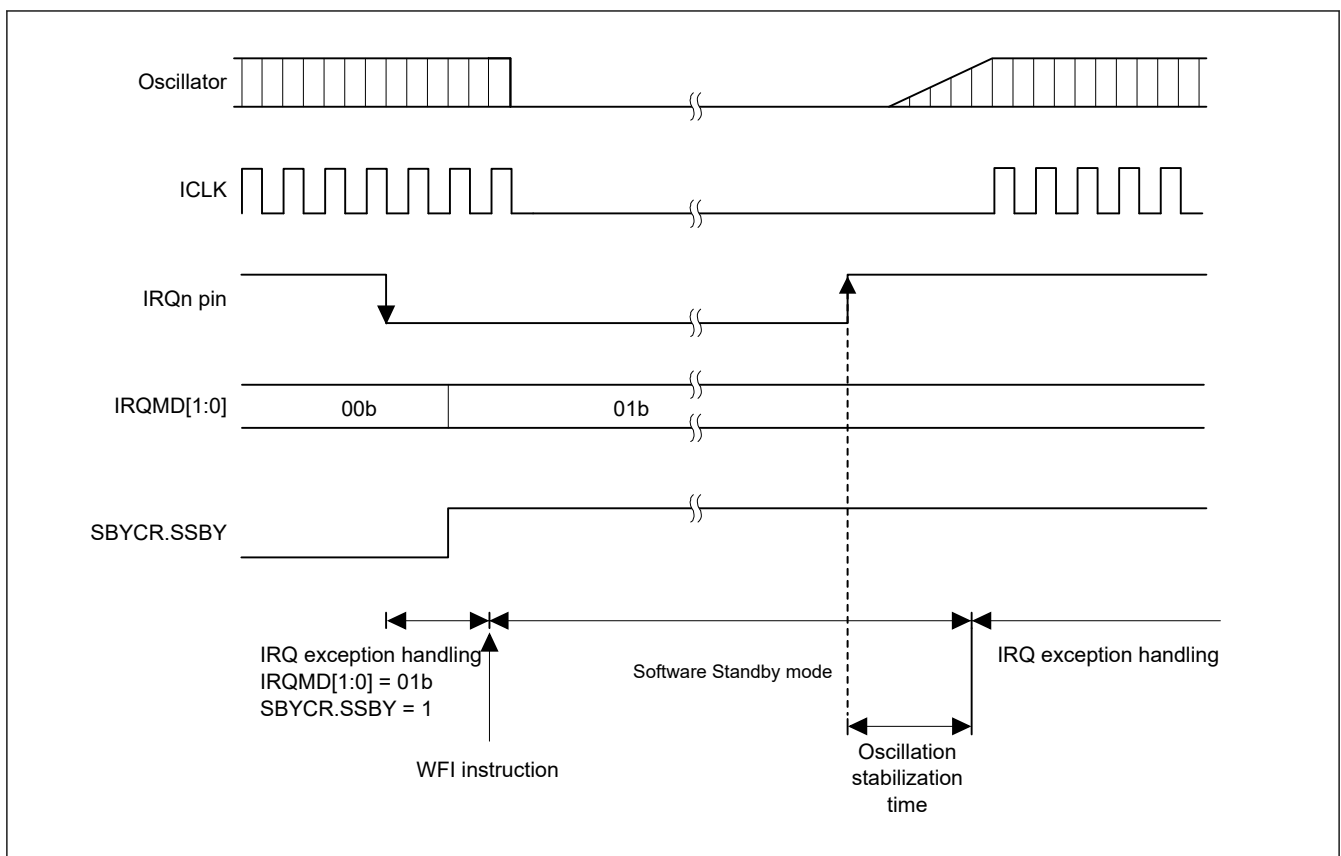 Oscillator
ICLK
IRQn pin
IRQMD[1:0]
00b
01b
SBYCR.SSBY
IRQ exception handling
IRQMD[1:0] = 01b
SBYCR.SSBY = 1
WFI instruction
Software Standby mode
Oscillation
stabilization
time
IRQ exception handling